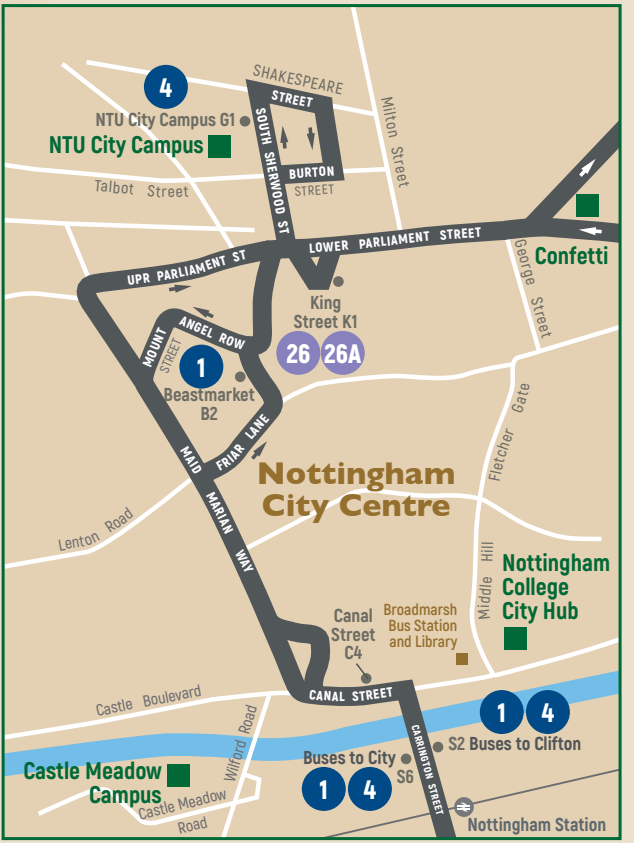 SHAKESPEARE
STREET
4
NTU City Campus G1
NTU City Campus
SOUTH SHERWOOD ST
BURTON
STREET
Milton Street
Talbot Street
LOWER PARLIAMENT STREET
UPR PARLIAMENT ST
Confetti
George Street
King
Street K1
26 26A
ANGEL ROW
MOUNT
STREET
1
Beastmarket
B2
FRIAR LANE
Fletcher Gate
MAID MARIAN WAY
Nottingham
City Centre
Lenton Road
Middle Hill
Nottingham
College
City Hub
Canal
Street
C4
Broadmarsh
Bus Station
and Library
CANAL STREET
Castle Boulevard
Wilford Road
CARRINGTON STREET
1 4
S2 Buses to Clifton
Buses to City
S6
1 4
Castle Meadow
Campus
Castle Meadow
Road
Nottingham Station